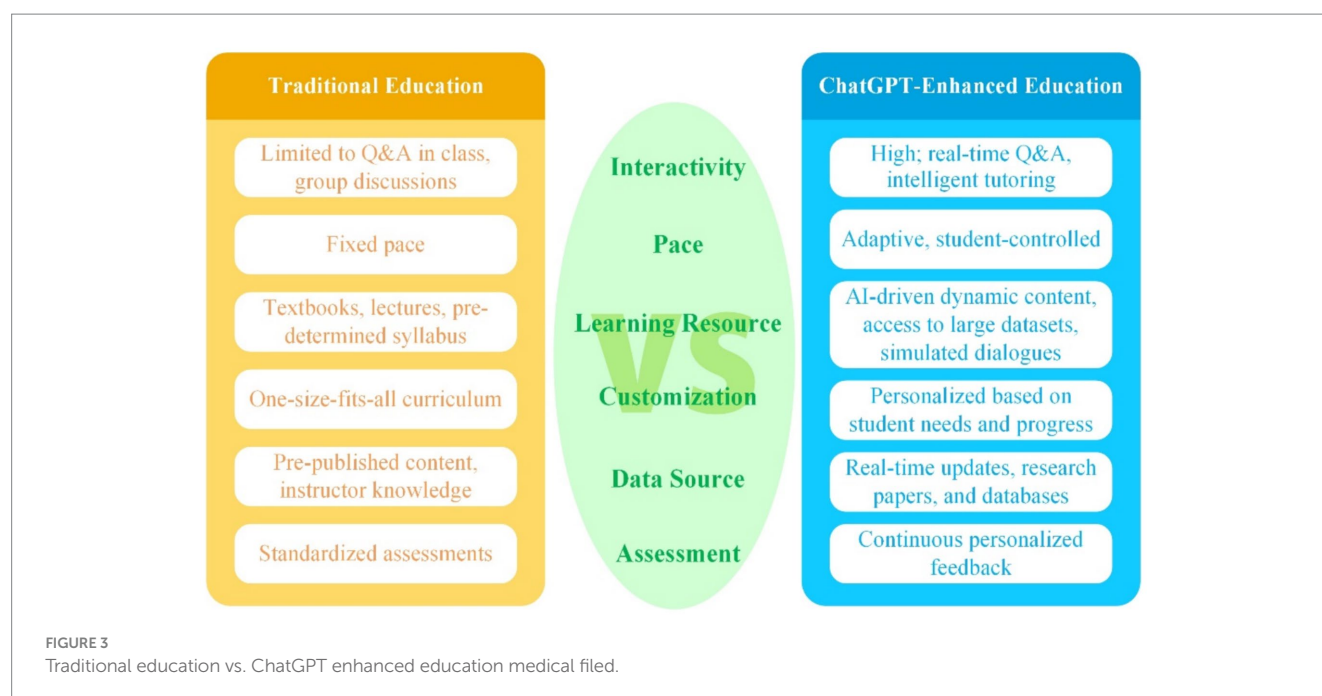 Traditional Education
Limited to Q&A in class,
group discussions
Fixed pace
Textbooks, lectures, pre-
determined syllabus
One-size-fits-all curriculum
Pre-published content,
instructor knowledge
Standardized assessments
VS
Interactivity
Pace
Learning Resource
Customization
Data Source
Assessment
ChatGPT-Enhanced Education
High; real-time Q&A,
intelligent tutoring
Adaptive, student-controlled
AI-driven dynamic content,
access to large datasets,
simulated dialogues
Personalized based on
student needs and progress
Real-time updates, research
papers, and databases
Continuous personalized
feedback
FIGURE 3
Traditional education vs. ChatGPT enhanced education medical filed.